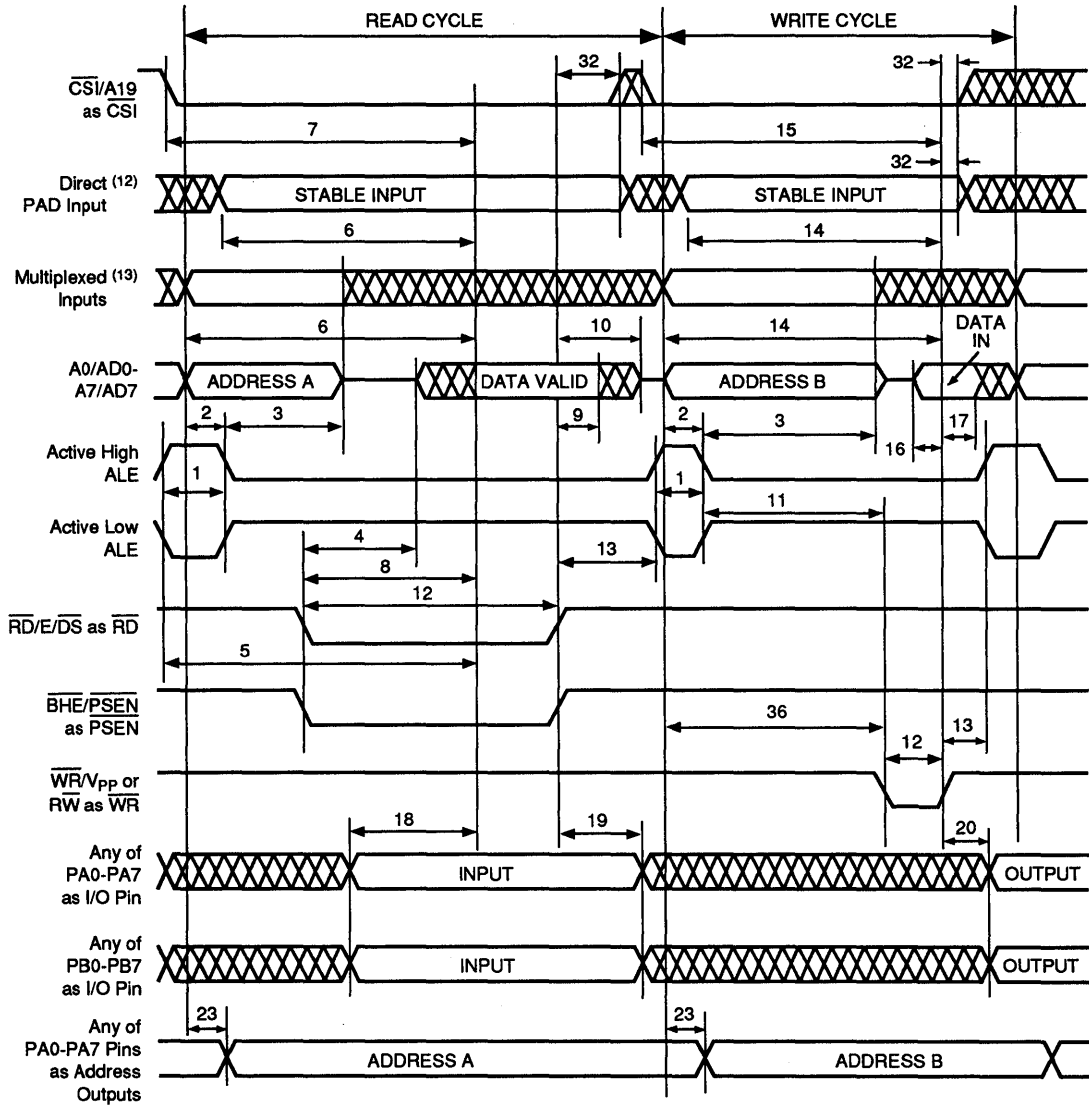 READ CYCLE WRITE CYCLE
32 32
CSI/A19
as CSI
7 15
32
Direct (12)
PAD Input
STABLE INPUT STABLE INPUT
6 14
Multiplexed (13)
Inputs
6 10 14 DATA
IN
A0/AD0-
A7/AD7
ADDRESS A DATA VALID ADDRESS B
2 3 9 2 3 16 17
Active High
ALE
1 1
11
Active Low
ALE
4 13
8
12
RD/E/DS as RD
5
BHE/PSEN
as PSEN
36 12 13
WR/VPP or
RW as WR
18 19 20
Any of
PA0-PA7
as I/O Pin
INPUT OUTPUT
Any of
PB0-PB7
as I/O Pin
INPUT OUTPUT
23 23
Any of
PA0-PA7 Pins
as Address
Outputs
ADDRESS A ADDRESS B